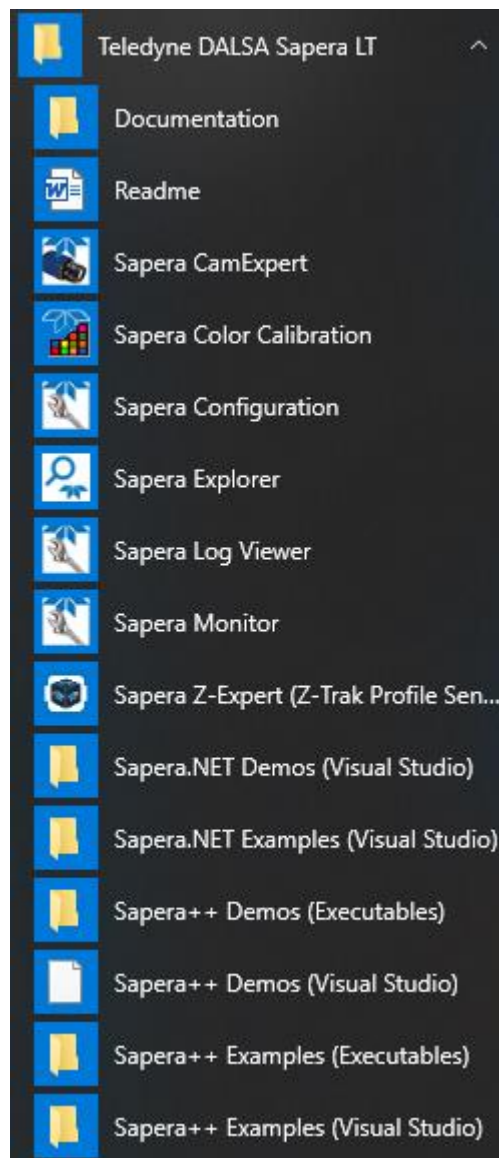 Teledyne DALSA Sapera LT
Documentation
Readme
Sapera CamExpert
Sapera Color Calibration
Sapera Configuration
Sapera Explorer
Sapera Log Viewer
Sapera Monitor
Sapera Z-Expert (Z-Trak Profile Sen...
Sapera.NET Demos (Visual Studio)
Sapera.NET Examples (Visual Studio)
Sapera++ Demos (Executables)
Sapera++ Demos (Visual Studio)
Sapera++ Examples (Executables)
Sapera++ Examples (Visual Studio)